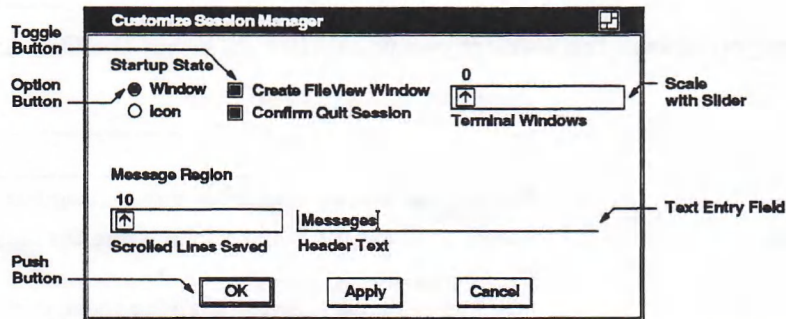 Customize Session Manager
Toggle
Button
Startup State
Option
Button
Window
Icon
Create FileView Window
Confirm Quit Session
0
Terminal Windows
Scale
with Slider
Message Region
10
Scrolled Lines Saved
Messages
Header Text
Text Entry Field
Push
Button
OK
Apply
Cancel